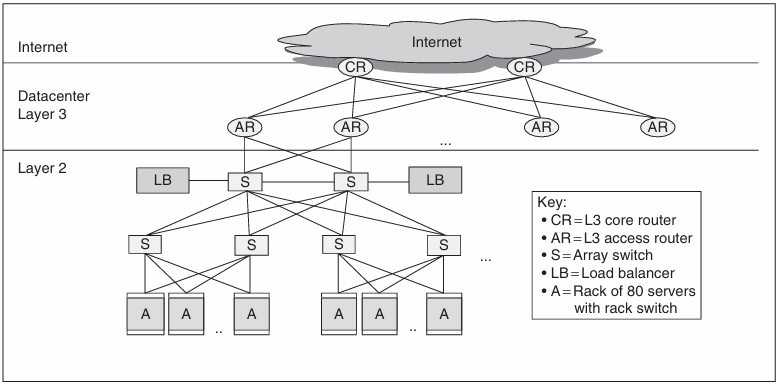 Internet
Internet
CR CR
Datacenter
Layer 3
AR AR AR AR
...
Layer 2
LB S S LB
Key:
• CR=L3 core router
• AR=L3 access router
• S=Array switch
• LB=Load balancer
• A=Rack of 80 servers
with rack switch
S S S S ...
A A .. A A A .. A